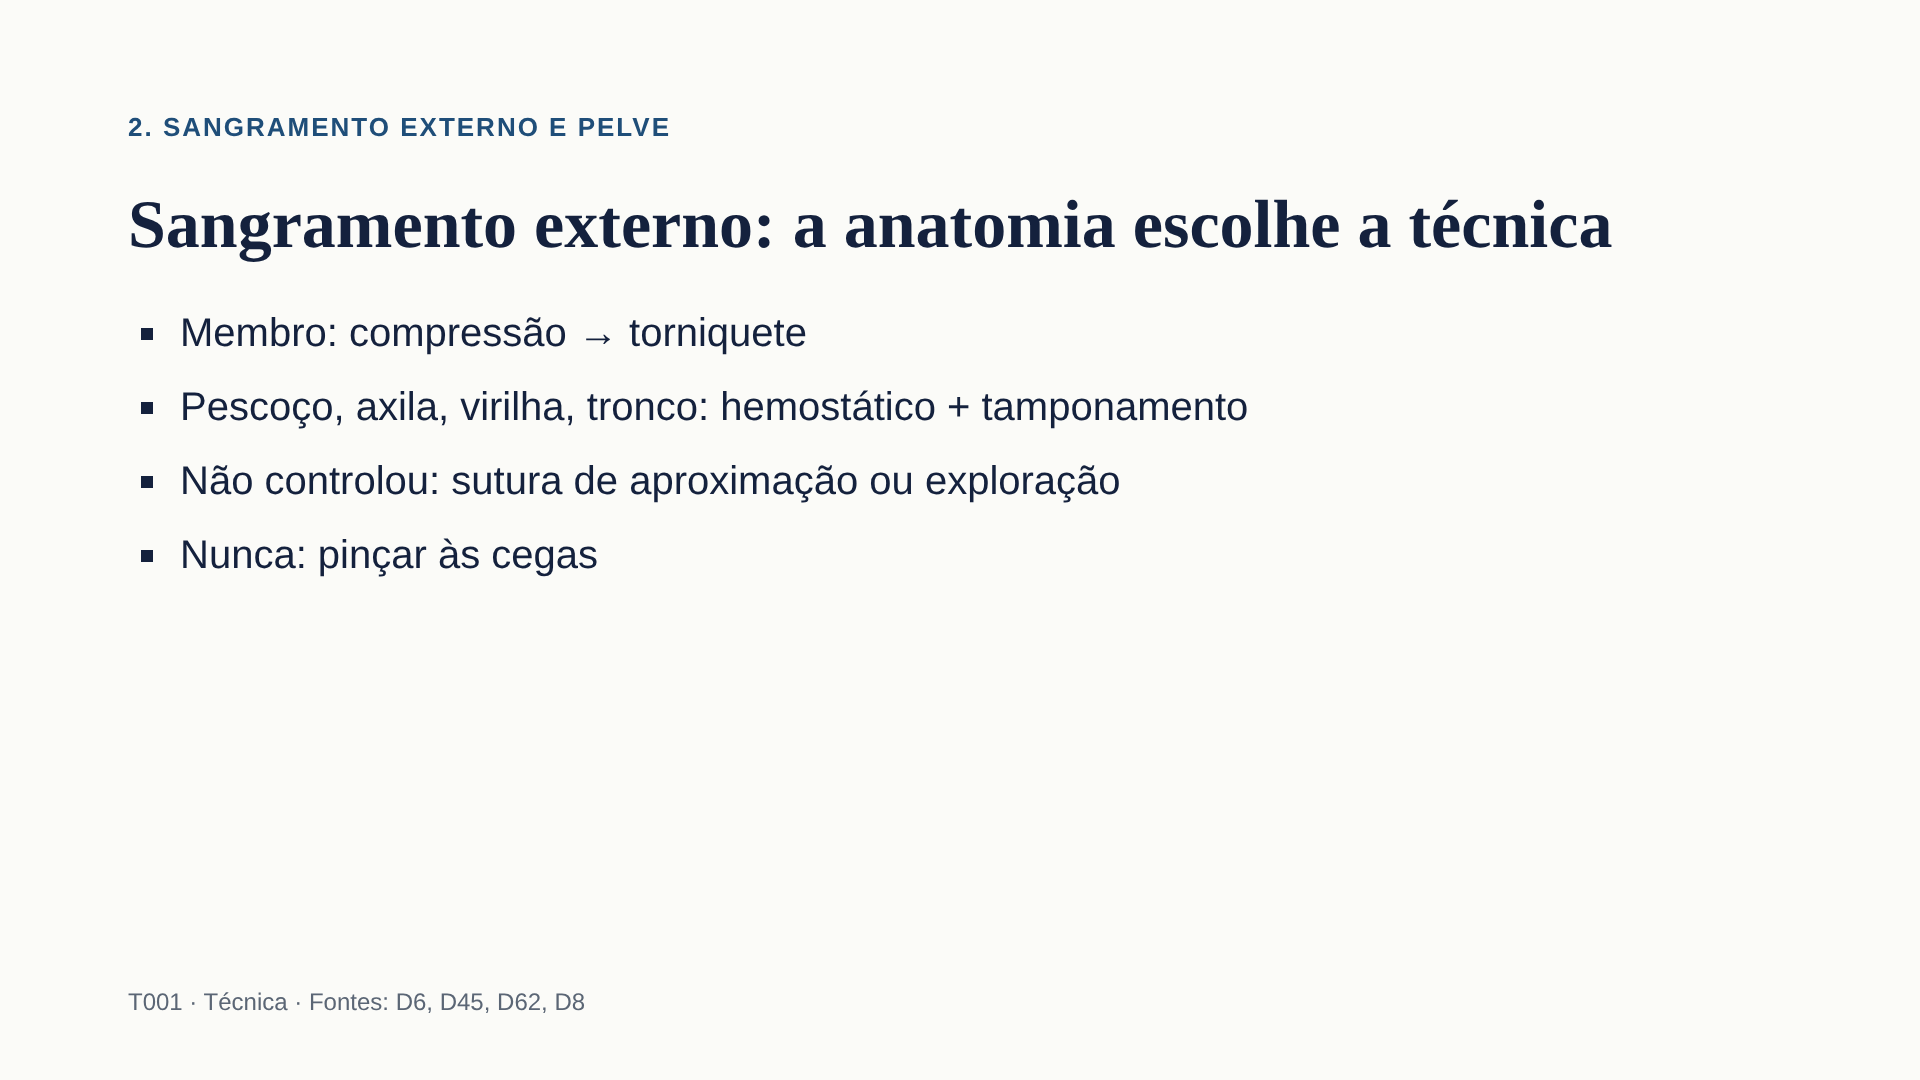 2. SANGRAMENTO EXTERNO E PELVE
Sangramento externo: a anatomia escolhe a técnica
▪ Membro: compressão → torniquete
▪ Pescoço, axila, virilha, tronco: hemostático + tamponamento
▪ Não controlou: sutura de aproximação ou exploração
▪ Nunca: pinçar às cegas
T001 · Técnica · Fontes: D6, D45, D62, D8